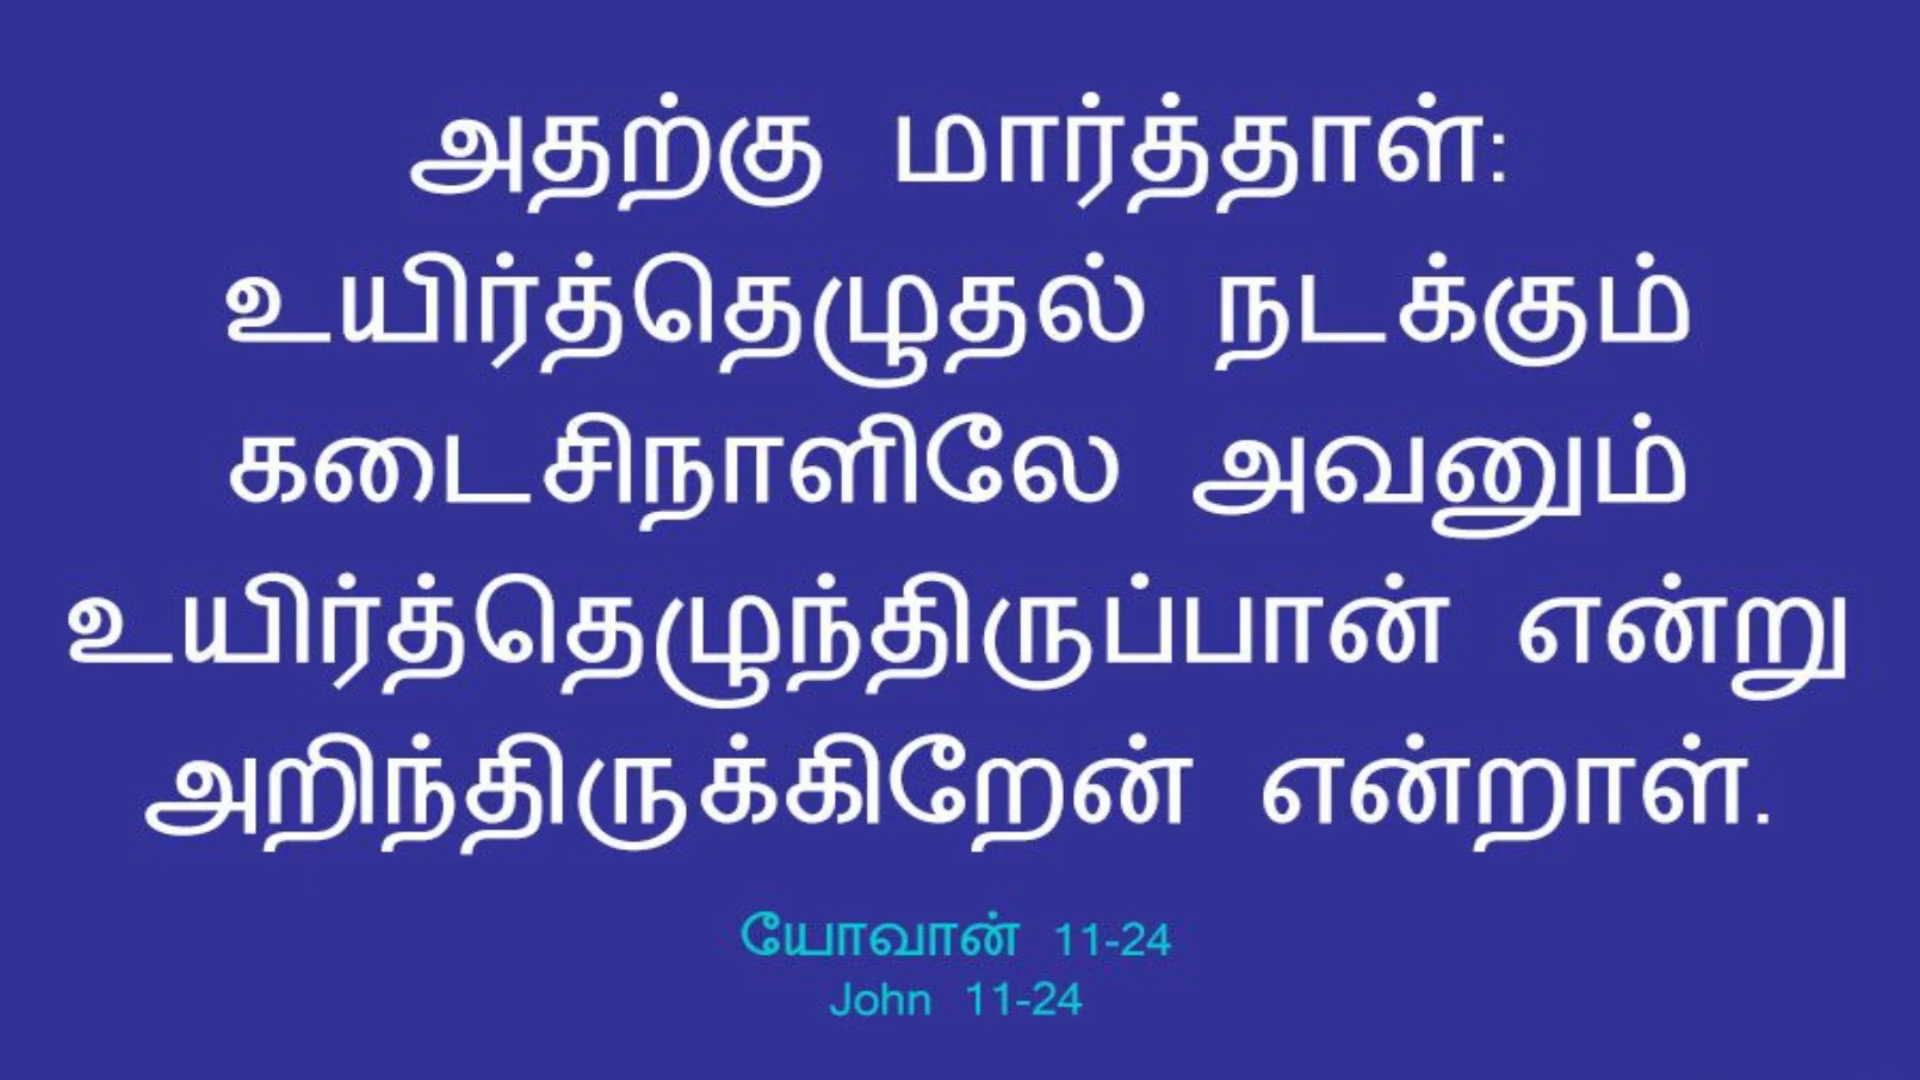 அதற்கு மார்த்தாள்:
உயிர்த்தெழுதல் நடக்கும்
கடைசிநாளிலே அவனும்
உயிர்த்தெழுந்திருப்பான் என்று
அறிந்திருக்கிறேன் என்றாள்.
யோவான் 11-24
John 11-24